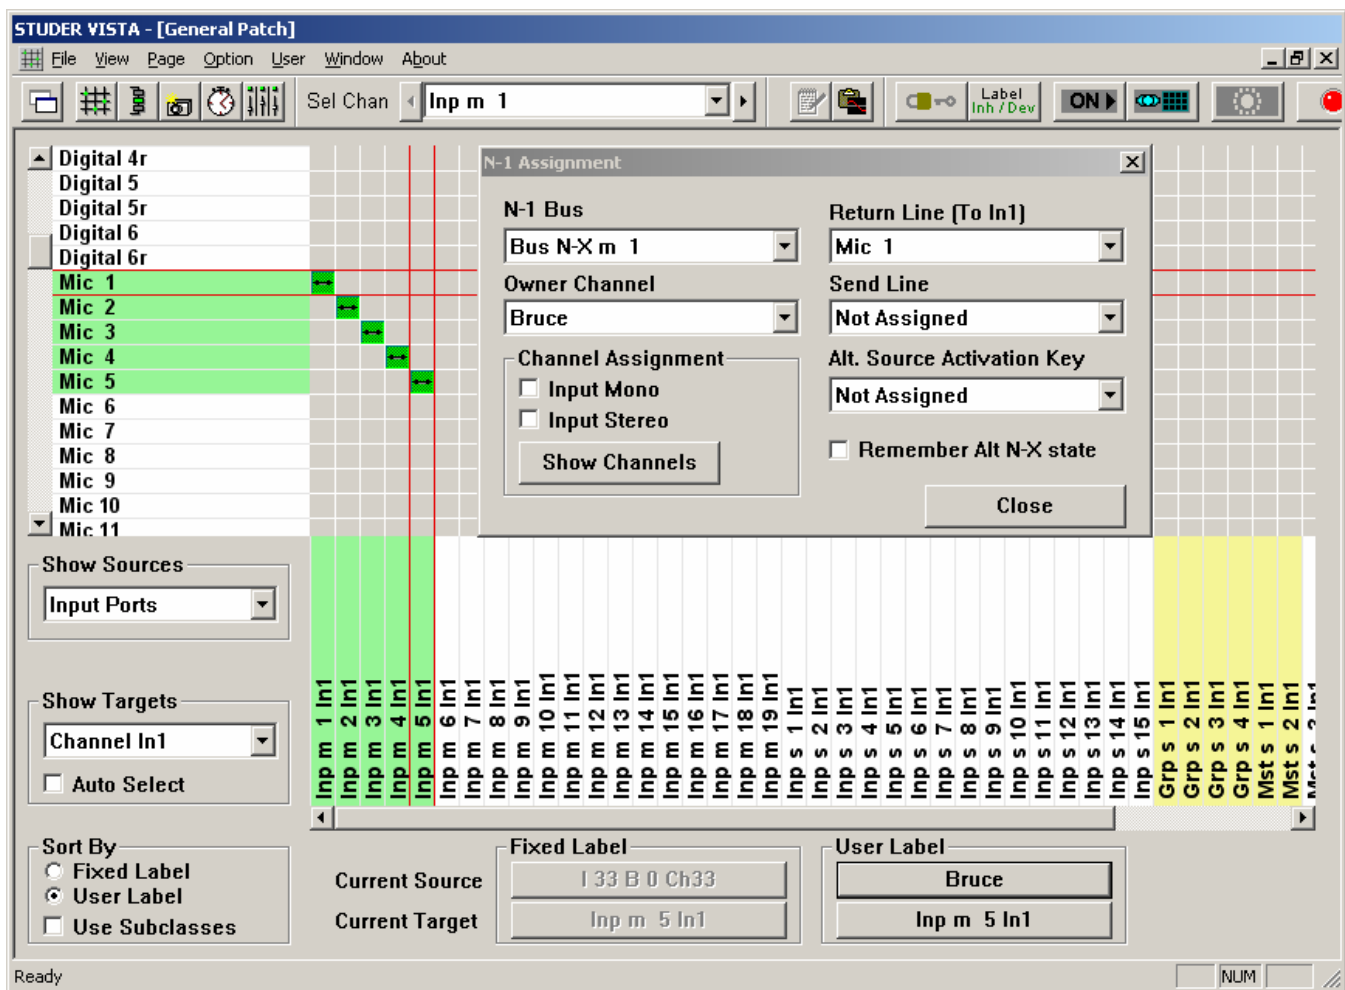 STUDER VISTA - [General Patch]
File View Page Option User Window About
Sel Chan Inp m 1 Label Inh / Dev ON
Digital 4r
Digital 5
Digital 5r
Digital 6
Digital 6r
Mic 1
Mic 2
Mic 3
Mic 4
Mic 5
Mic 6
Mic 7
Mic 8
Mic 9
Mic 10
Mic 11
N-1 Assignment
N-1 Bus
Bus N-X m 1
Owner Channel
Bruce
Channel Assignment
Input Mono
Input Stereo
Show Channels
Return Line (To In1)
Mic 1
Send Line
Not Assigned
Alt. Source Activation Key
Not Assigned
Remember Alt N-X state
Close
Show Sources
Input Ports
Show Targets
Channel In1
Auto Select
Inp m 1 In1
Inp m 2 In1
Inp m 3 In1
Inp m 4 In1
Inp m 5 In1
Inp m 6 In1
Inp m 7 In1
Inp m 8 In1
Inp m 9 In1
Inp m 10 In1
Inp m 11 In1
Inp m 12 In1
Inp m 13 In1
Inp m 14 In1
Inp m 15 In1
Inp m 16 In1
Inp m 17 In1
Inp m 18 In1
Inp m 19 In1
Inp s 1 In1
Inp s 2 In1
Inp s 3 In1
Inp s 4 In1
Inp s 5 In1
Inp s 6 In1
Inp s 7 In1
Inp s 8 In1
Inp s 9 In1
Inp s 10 In1
Inp s 11 In1
Inp s 12 In1
Inp s 13 In1
Inp s 14 In1
Inp s 15 In1
Grp s 1 In1
Grp s 2 In1
Grp s 3 In1
Grp s 4 In1
Mst s 1 In1
Mst s 2 In1
Mst s 3 In1
Sort By
Fixed Label
User Label
Use Subclasses
Fixed Label
User Label
Current Source I 33 B 0 Ch33 Bruce
Current Target Inp m 5 In1 Inp m 5 In1
Ready
NUM